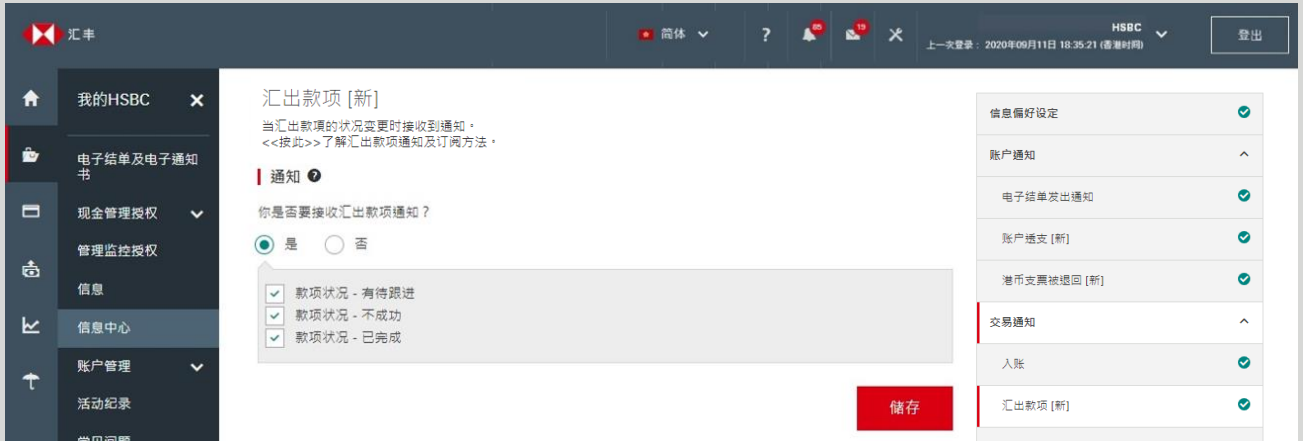 汇丰
简体
?
85
19
HSBC
上一次登录： 2020年09月11日 18:35:21 (香港时间)
登出
我的HSBC
电子结单及电子通知
书
现金管理授权
管理监控授权
信息
信息中心
账户管理
活动纪录
常见问题
汇出款项 [新]
当汇出款項的状况变更时接收到通知。
<<按此>>了解汇出款项通知及订阅方法。
通知 ?
你是否要接收汇出款项通知？
是 否
款项状况 - 有待跟进
款项状况 - 不成功
款项状况 - 已完成
储存
信息偏好设定
账户通知
电子结单发出通知
账户透支 [新]
港币支票被退回 [新]
交易通知
入账
汇出款项 [新]